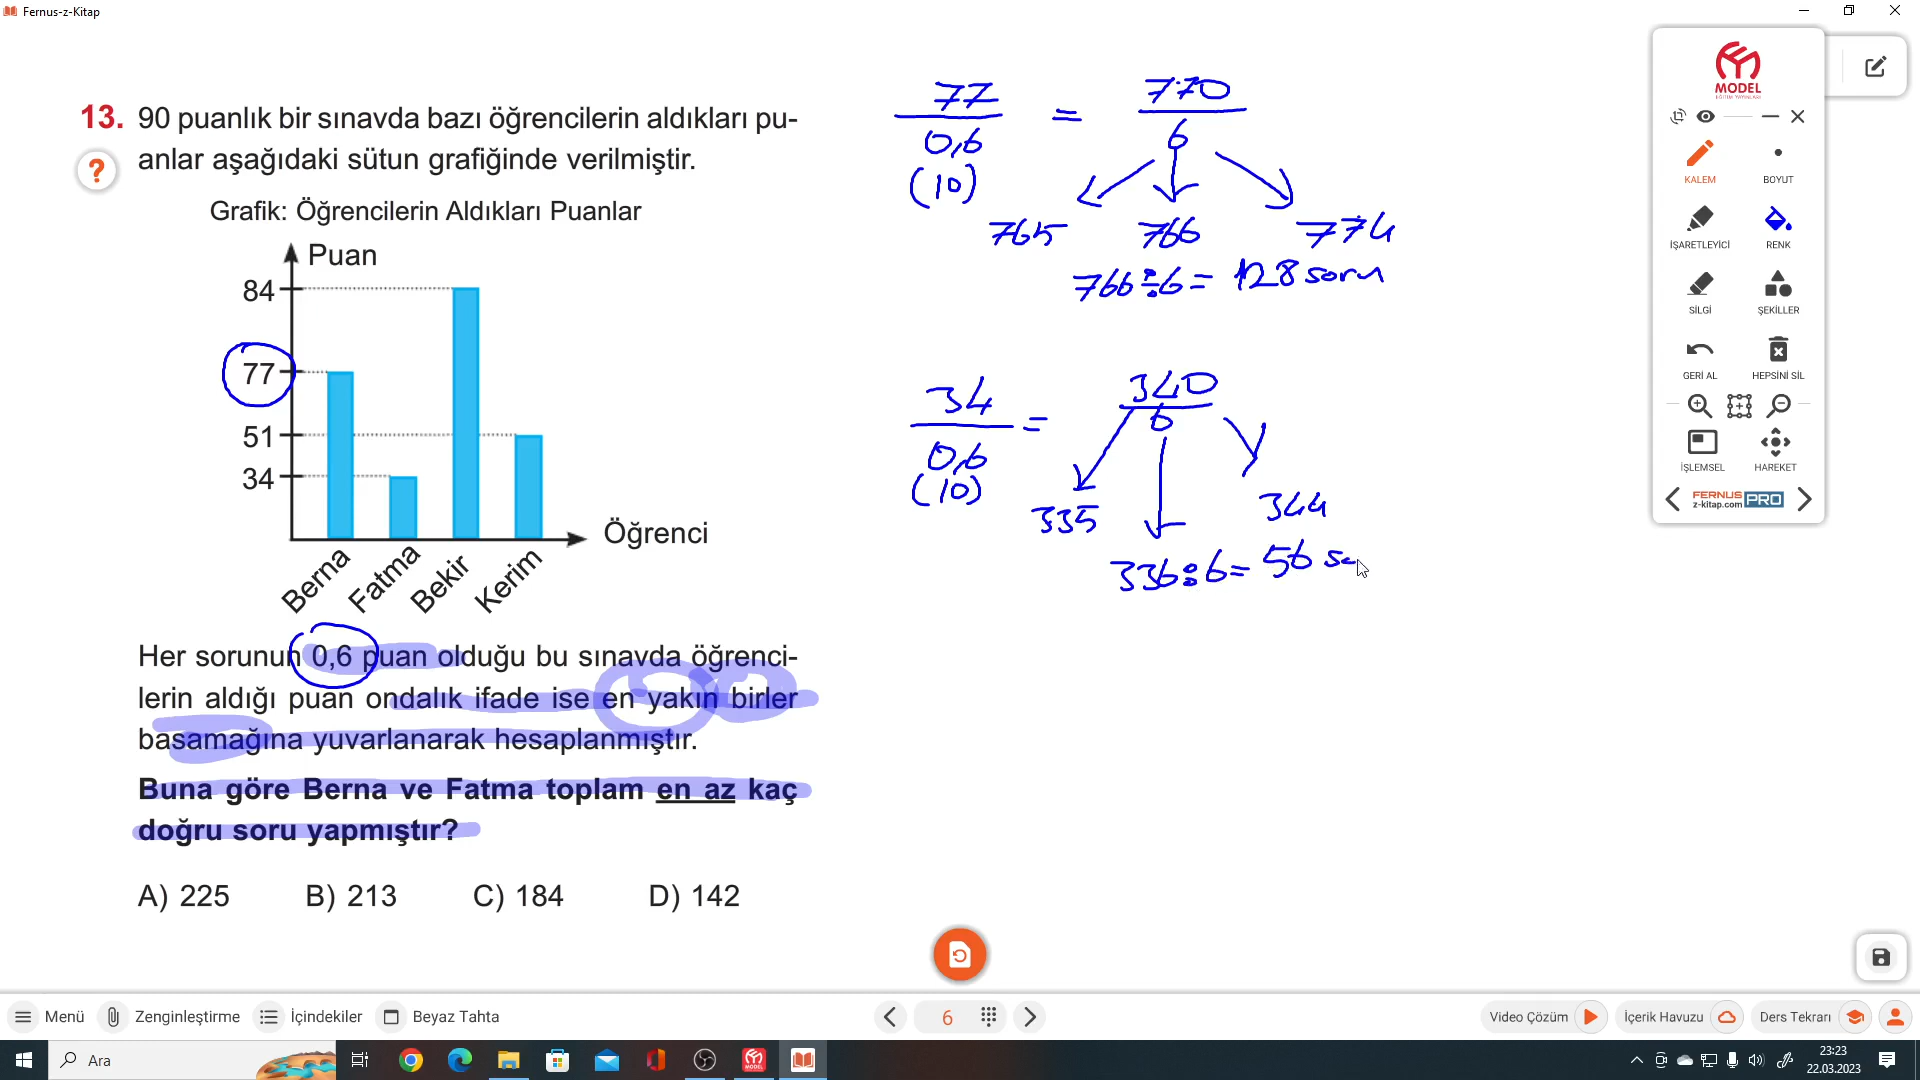 Fernus-z-Kitap
13. 90 puanlık bir sınavda bazı öğrencilerin aldıkları pu-
anlar aşağıdaki sütun grafiğinde verilmiştir.
?
Grafik: Öğrencilerin Aldıkları Puanlar
Puan
84
77
51
34
Öğrenci
Berna
Fatma
Bekir
Kerim
Her sorunun 0,6 puan olduğu bu sınavda öğrenci-
lerin aldığı puan ondalık ifade ise en yakın birler
basamağına yuvarlanarak hesaplanmıştır.
Buna göre Berna ve Fatma toplam en az kaç
doğru soru yapmıştır?
A) 225 B) 213 C) 184 D) 142
77 = 770
0,6 6
(10)
765 766 774
766÷6= 128 soru
34 = 340
0,6 6
(10)
335 344
336÷6= 56 so
MODEL
EĞİTİM YAYINLARI
KALEM BOYUT
İŞARETLEYİCİ RENK
SİLGİ ŞEKİLLER
GERİ AL HEPSİNİ SİL
İŞLEMSEL HAREKET
FERNUS PRO
z-kitap.com
Menü Zenginleştirme İçindekiler Beyaz Tahta 6 Video Çözüm İçerik Havuzu Ders Tekrarı
Ara
MODEL
23:23
22.03.2023